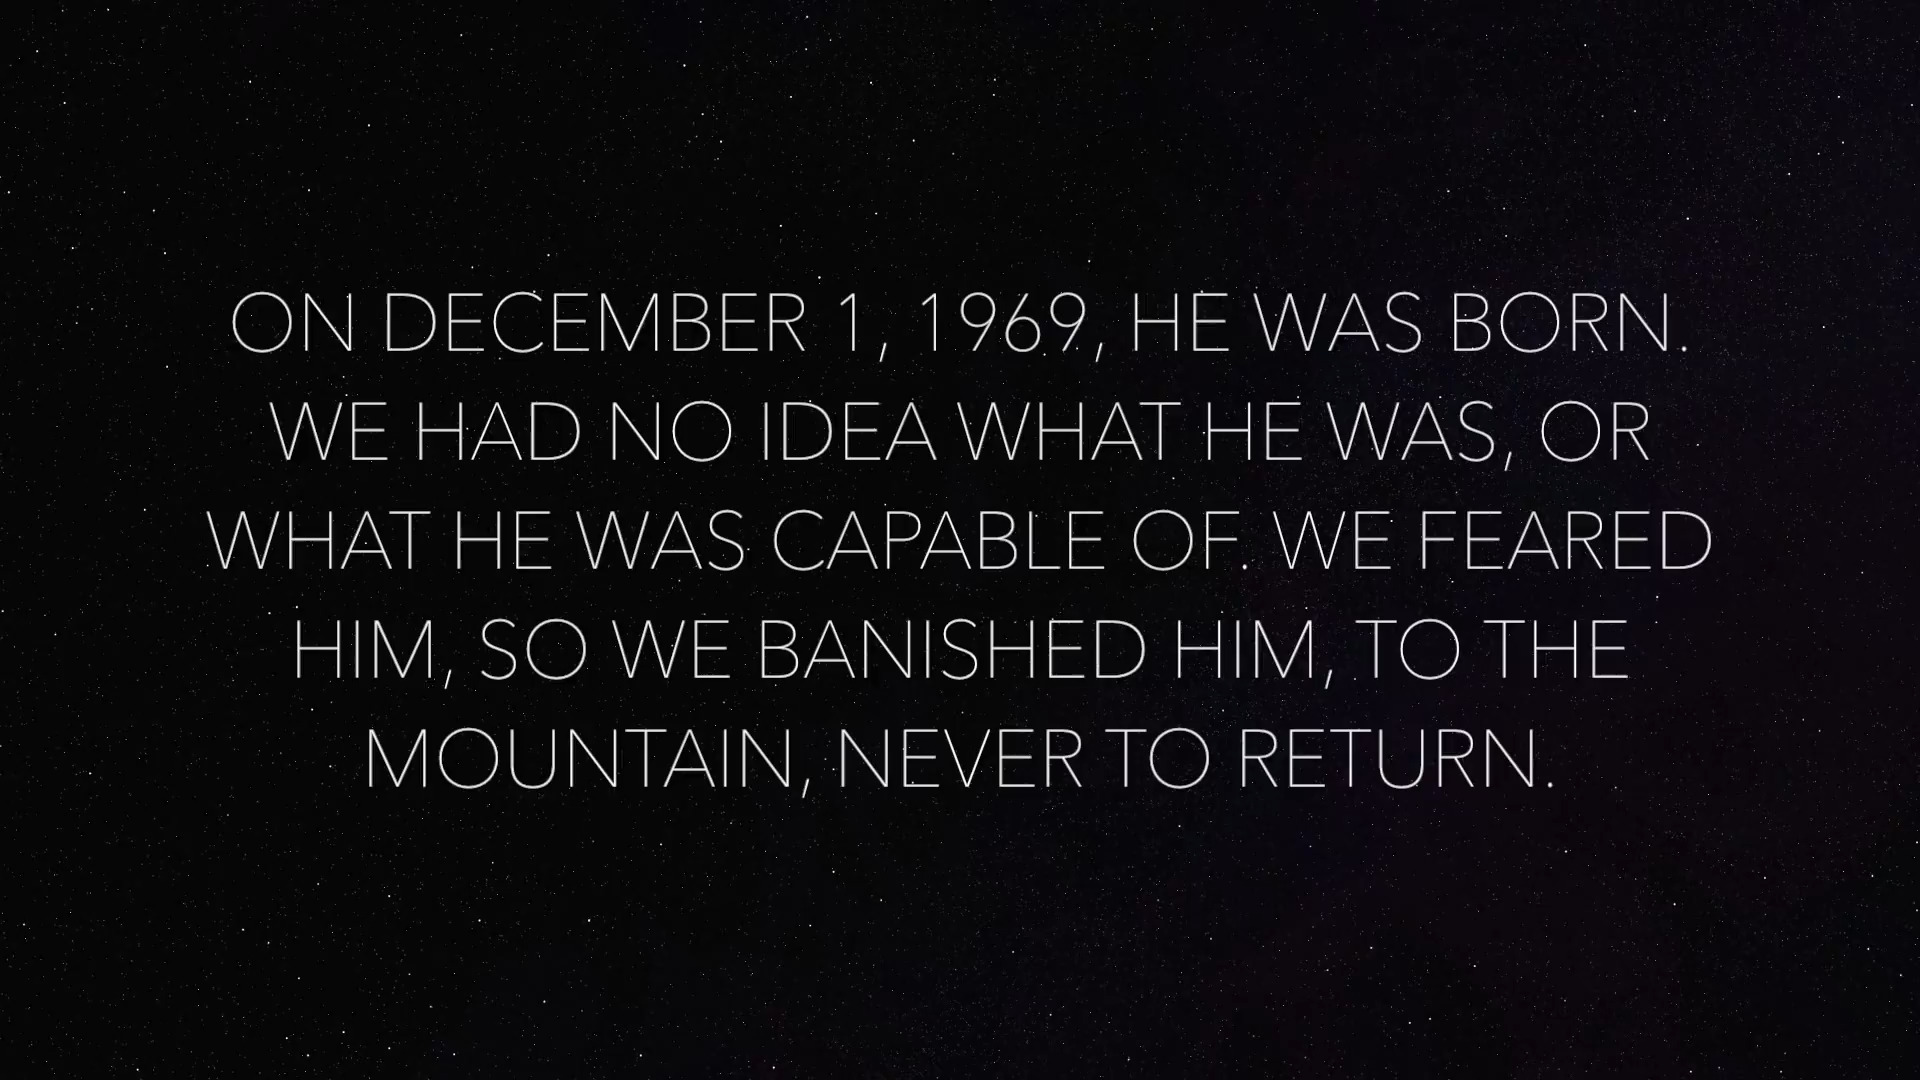 ON DECEMBER 1, 1969, HE WAS BORN.
WE HAD NO IDEA WHAT HE WAS, OR
WHAT HE WAS CAPABLE OF. WE FEARED
HIM, SO WE BANISHED HIM, TO THE
MOUNTAIN, NEVER TO RETURN.